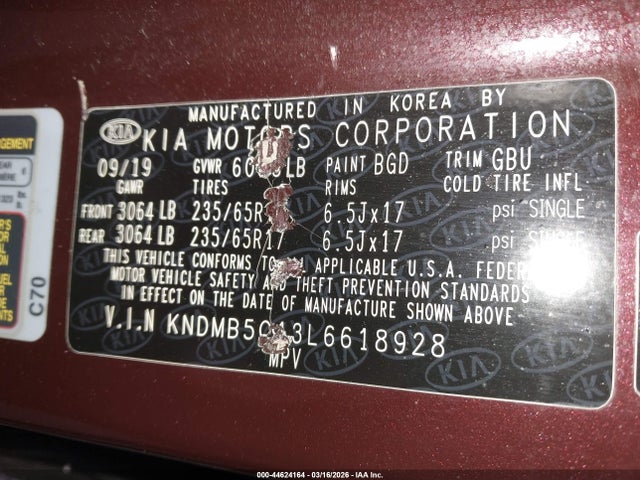 MANUFACTURED IN KOREA BY
KIA KIA MOTORS CORPORATION
09/19 GVWR LB PAINT BGD TRIM GBU
GAWR TIRES RIMS COLD TIRE INFL
FRONT 3064 LB 235/65R 6.5Jx17 psi SINGLE
REAR 3064 LB 235/65R17 6.5Jx17 psi
THIS VEHICLE CONFORMS TO APPLICABLE U.S.A.
MOTOR VEHICLE SAFETY AND THEFT PREVENTION STANDARDS
IN EFFECT ON THE DATE OF MANUFACTURE SHOWN ABOVE
V.I.N
MPV
C70
000-44624164 | 03/16/2026 | IAA Inc.